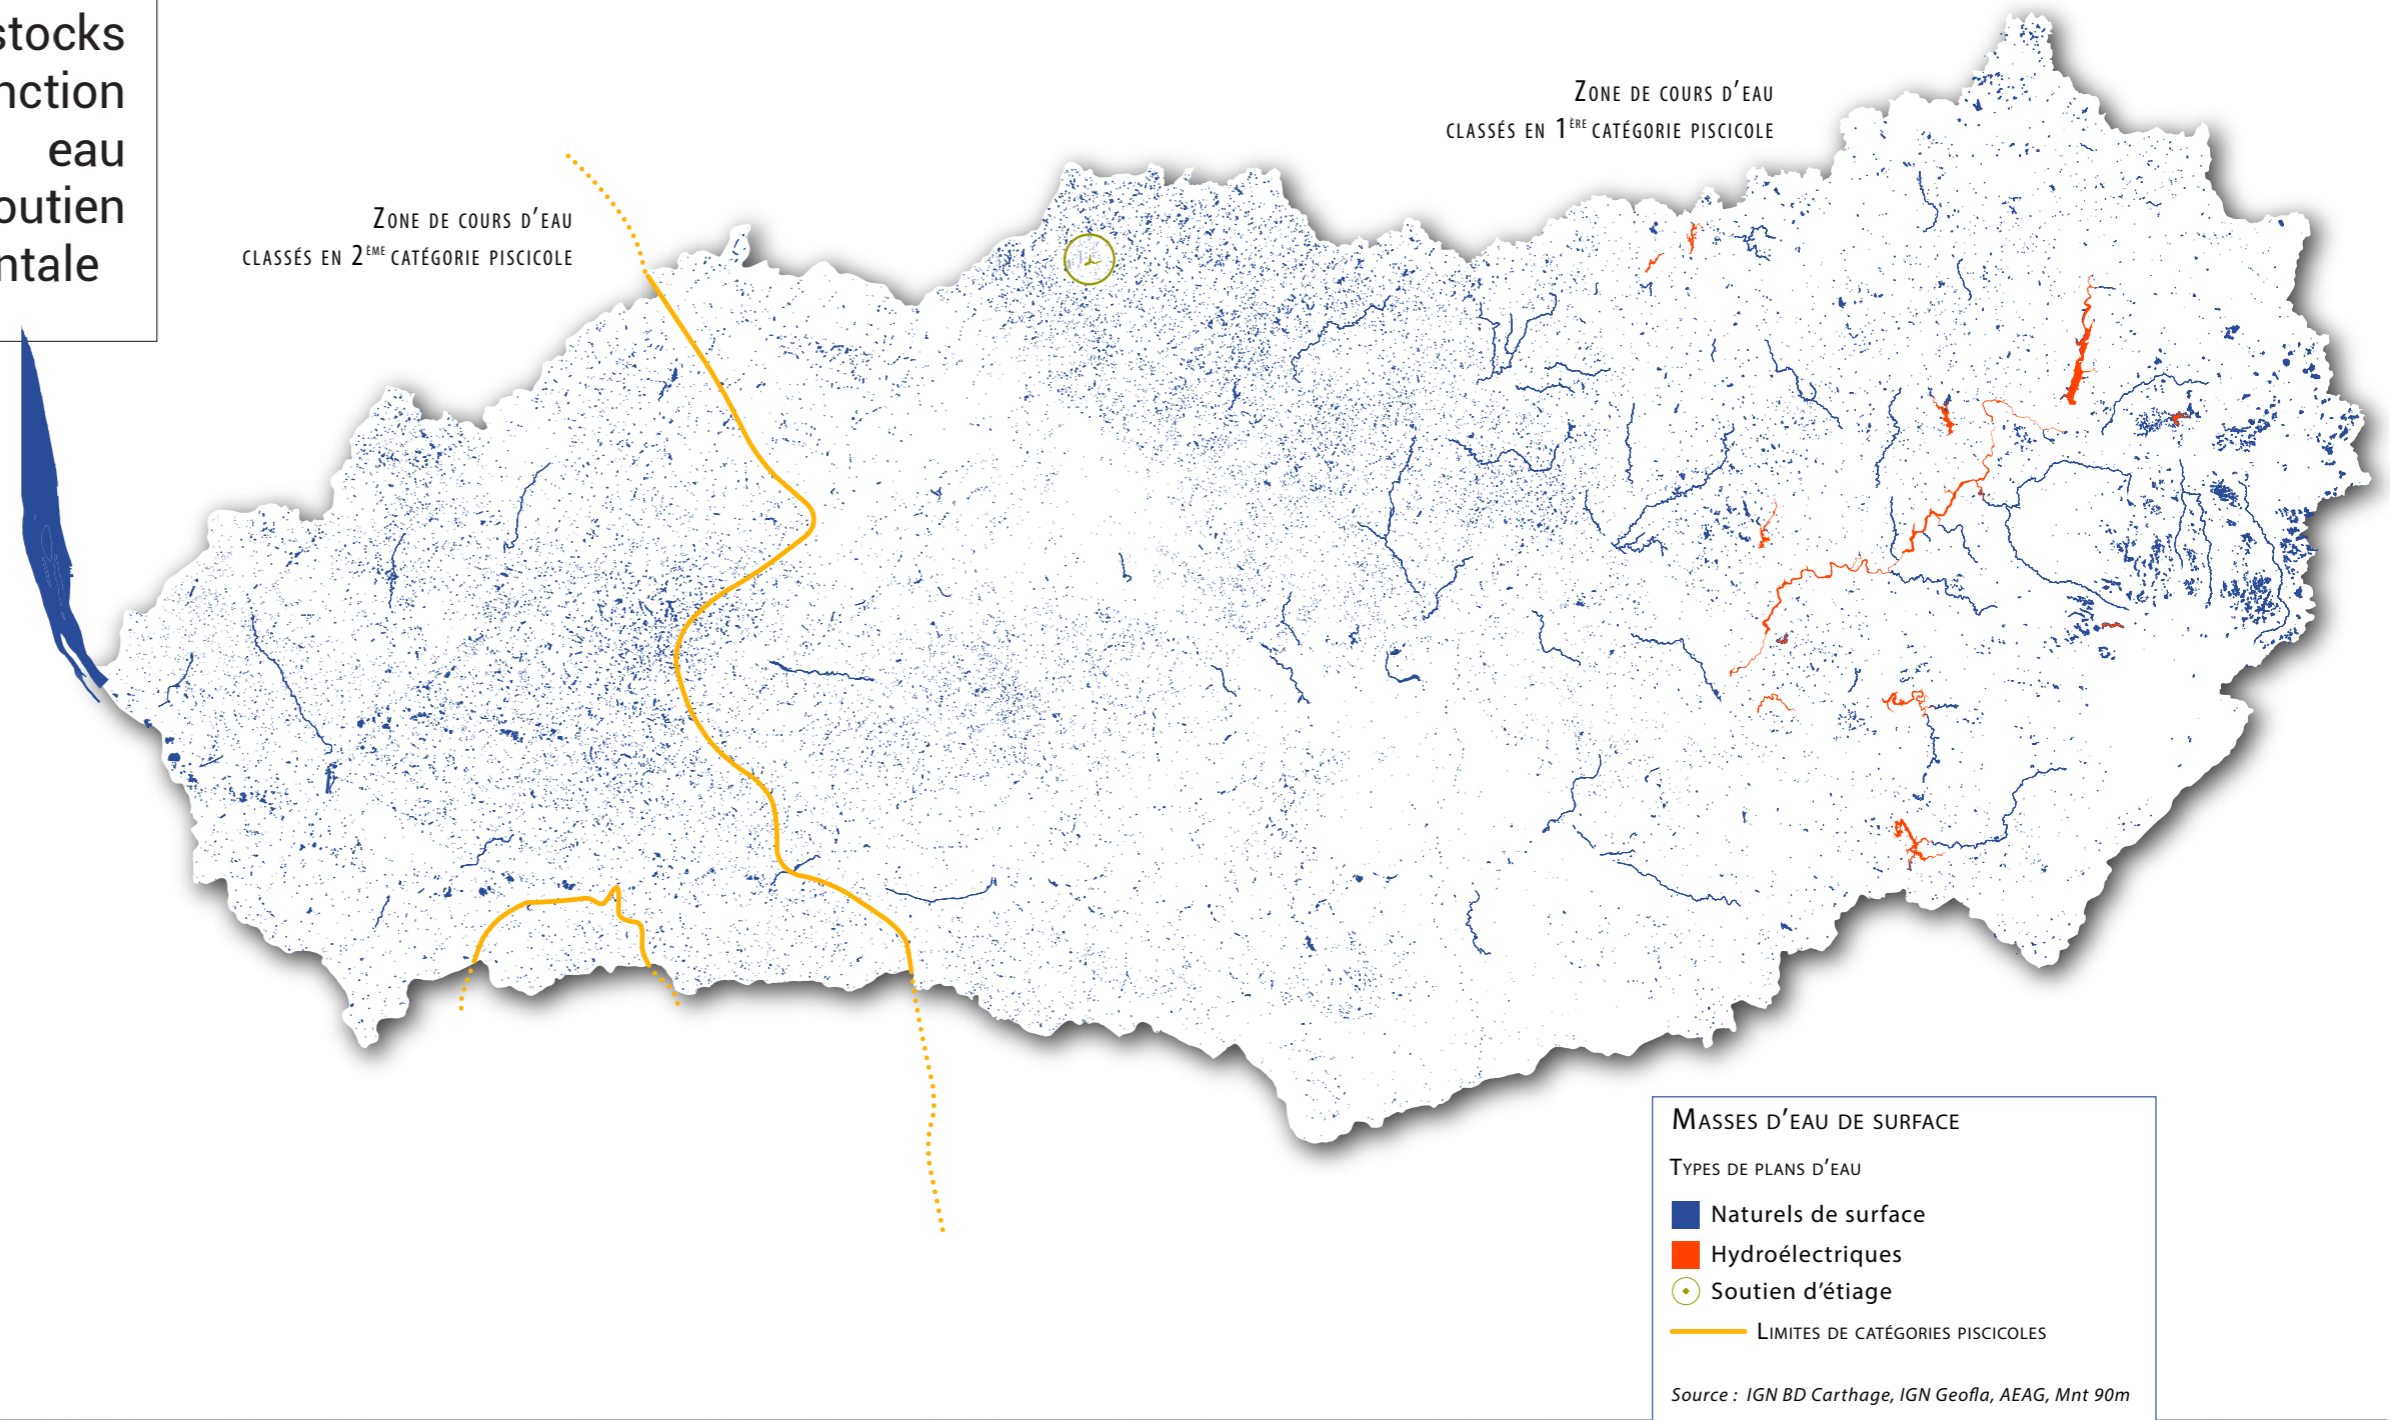 stocks
nction
eau
outien
ntale
Zone de cours d'eau
classés en 2ème catégorie piscicole
Zone de cours d'eau
classés en 1ère catégorie piscicole
Masses d'eau de surface
Types de plans d'eau
Naturels de surface
Hydroélectriques
Soutien d'étiage
Limites de catégories piscicoles
Source : IGN BD Carthage, IGN Geofla, AEAG, Mnt 90m